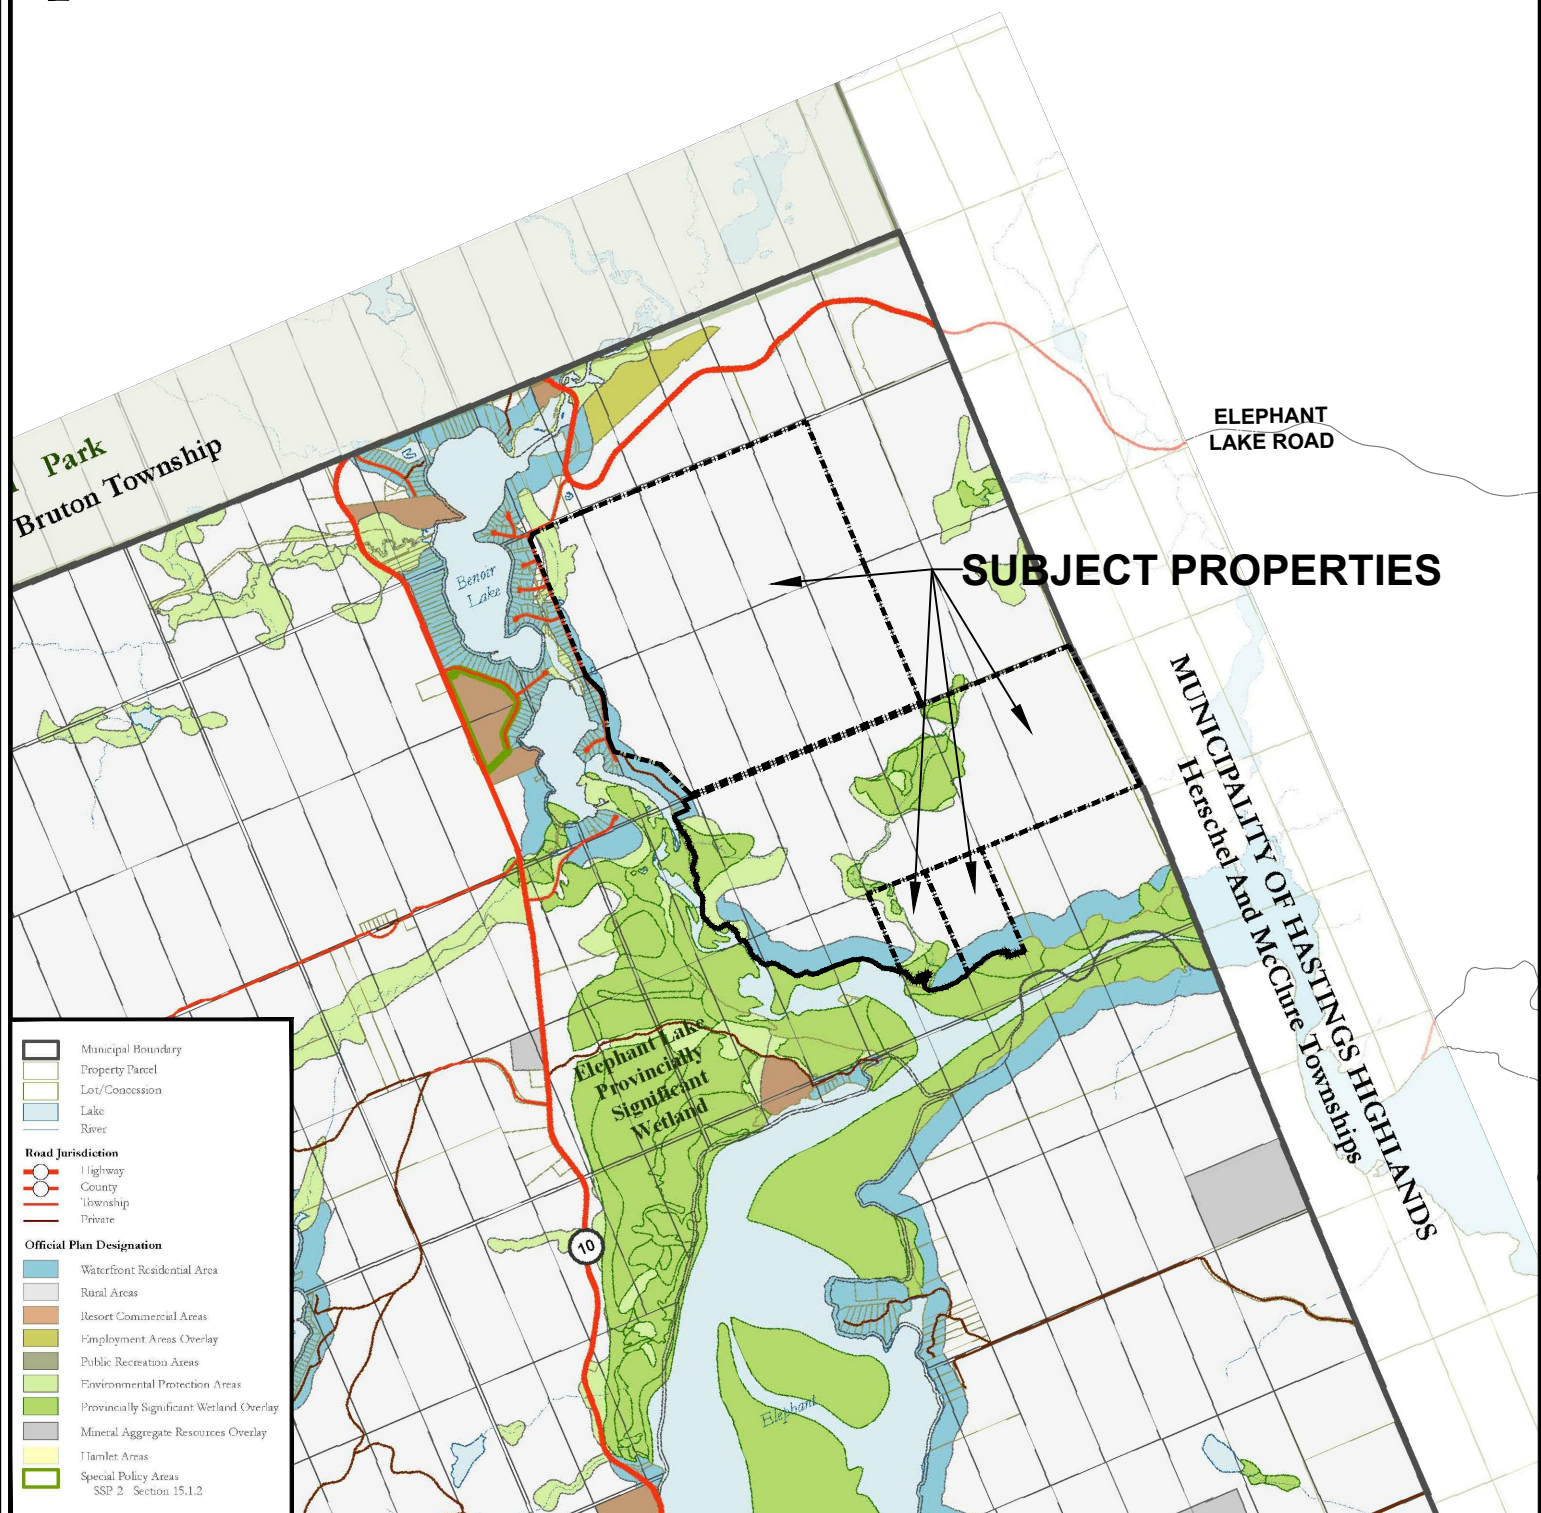 Park
Bruton Township
ELEPHANT
LAKE ROAD
SUBJECT PROPERTIES
Benoir
Lake
MUNICIPALITY OF HASTINGS HIGHLANDS
Herschel And McClure Townships
Elephant Lake
Provincially
Significant
Wetland
10
Elephant
Municipal Boundary
Property Parcel
Lot/Concession
Lake
River
Road Jurisdiction
Highway
County
Township
Private
Official Plan Designation
Waterfront Residential Area
Rural Areas
Resort Commercial Areas
Employment Areas Overlay
Public Recreation Areas
Environmental Protection Areas
Provincially Significant Wetland Overlay
Mineral Aggregate Resources Overlay
Hamlet Areas
Special Policy Areas
SSP 2 Section 15.1.2